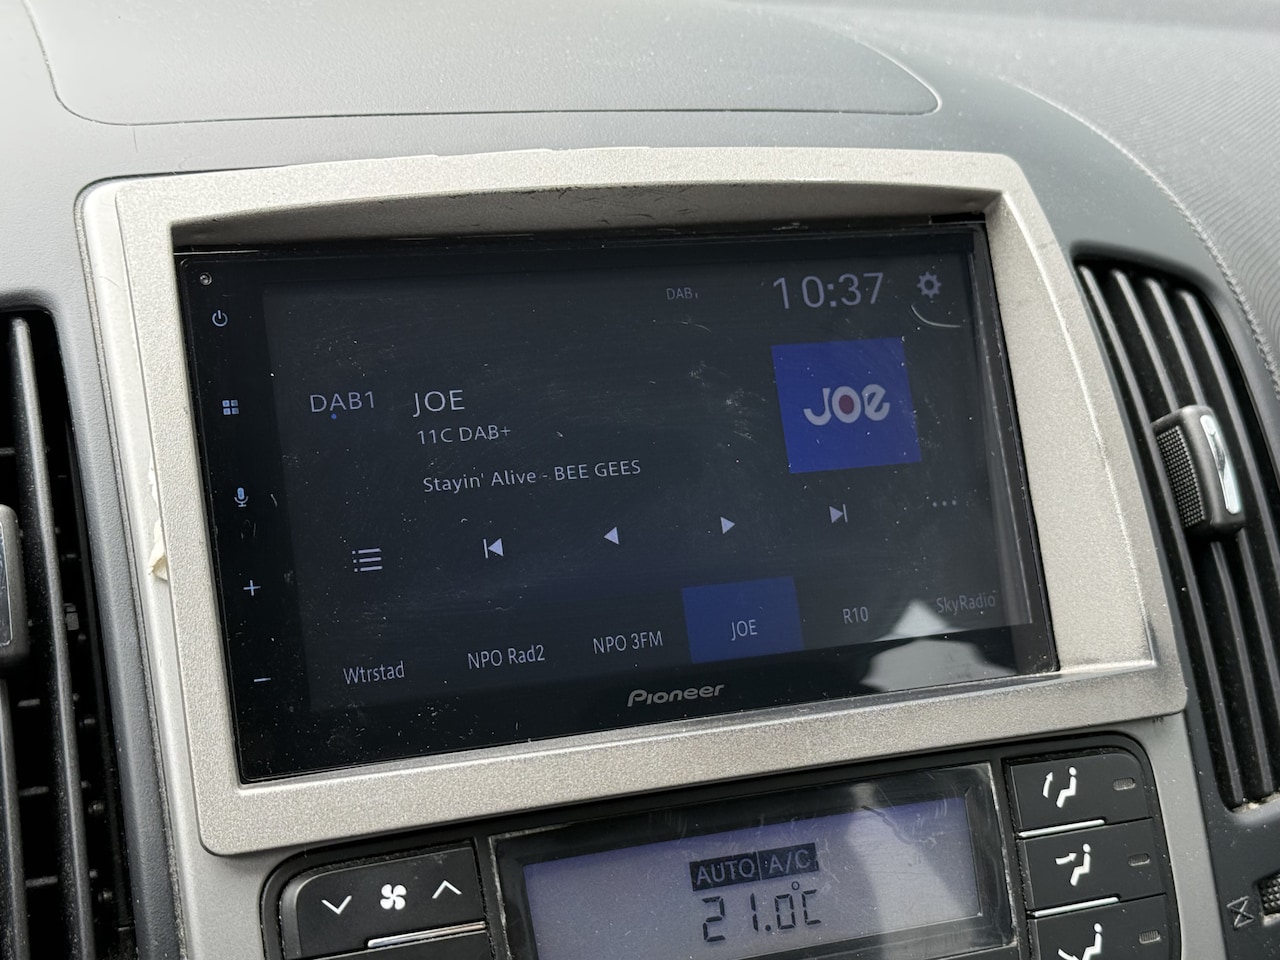 DAB1
10:37
DAB1
JOE
JOE
11C DAB+
Stayin' Alive - BEE GEES
Wtrstad
NPO Rad2
NPO 3FM
JOE
R10
SkyRadio
Pioneer
AUTO A/C
21.0°C